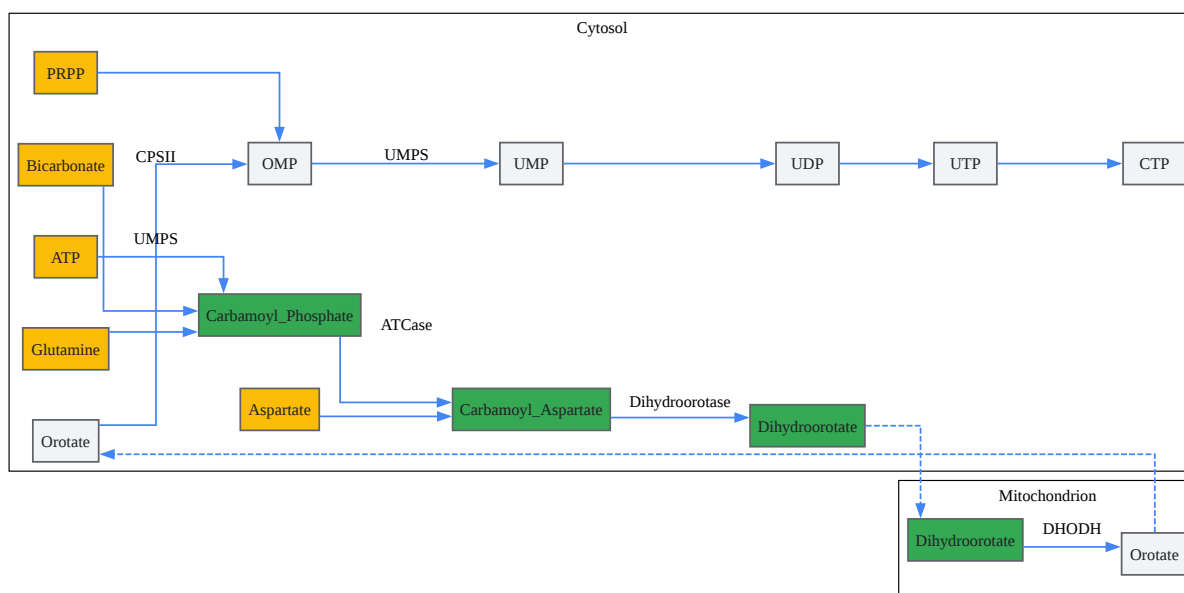 Cytosol
PRPP
Bicarbonate
CPSII
OMP
UMPS
UMP
UDP
UTP
CTP
UMPS
ATP
Carbamoyl_Phosphate
ATCase
Glutamine
Aspartate
Carbamoyl_Aspartate
Dihydroorotase
Dihydroorotate
Orotate
Mitochondrion
Dihydroorotate
DHODH
Orotate